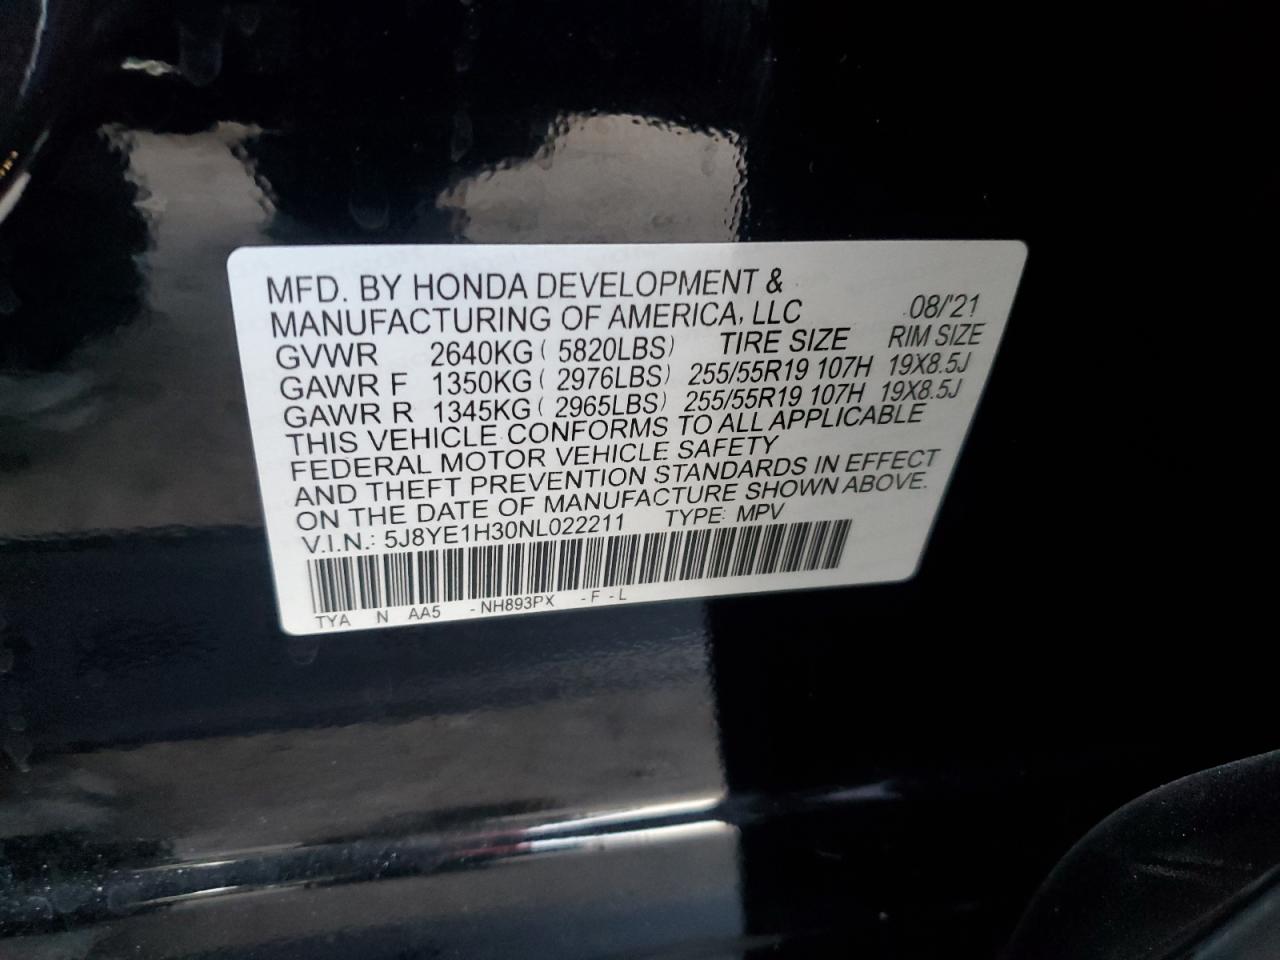 MFD. BY HONDA DEVELOPMENT &
MANUFACTURING OF AMERICA, LLC 08/'21
GVWR 2640KG ( 5820LBS) TIRE SIZE RIM SIZE
GAWR F 1350KG ( 2976LBS) 255/55R19 107H 19X8.5J
GAWR R 1345KG ( 2965LBS) 255/55R19 107H 19X8.5J
THIS VEHICLE CONFORMS TO ALL APPLICABLE
FEDERAL MOTOR VEHICLE SAFETY
AND THEFT PREVENTION STANDARDS IN EFFECT
ON THE DATE OF MANUFACTURE SHOWN ABOVE.
V.I.N.: 5J8YE1H30NL022211 TYPE: MPV
TYA N AA5 -NH893PX -F -L